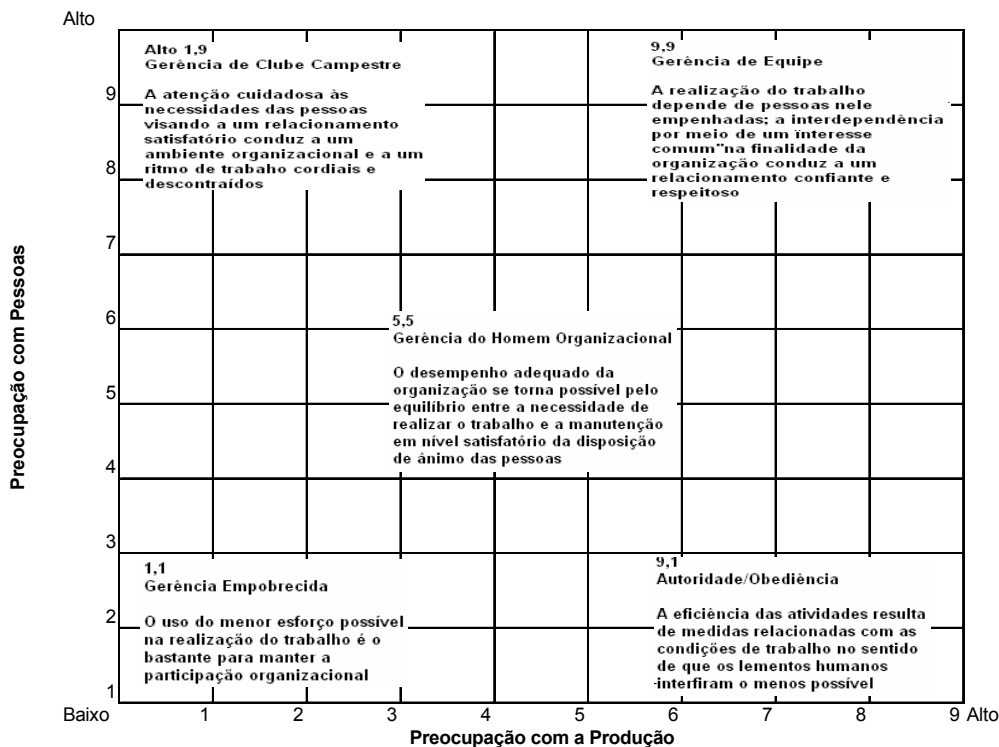 Alto
Alto 1,9
Gerência de Clube Campestre
A atenção cuidadosa às
necessidades das pessoas
visando a um relacionamento
satisfatório conduz a um
ambiente organizacional e a um
ritmo de trabaho cordiais e
descontraídos
9,9
Gerência de Equipe
A realização do trabalho
depende de pessoas nele
empenhadas; a interdependência
por meio de um ïnteresse
comum¨na finalidade da
organização conduz a um
relacionamento confiante e
respeitoso
5,5
Gerência do Homem Organizacional
O desempenho adequado da
organização se torna possível pelo
equilíbrio entre a necessidade de
realizar o trabalho e a manutenção
em nível satisfatório da disposição
de ânimo das pessoas
1,1
Gerência Empobrecida
O uso do menor esforço possível
na realização do trabalho é o
bastante para manter a
participação organizacional
9,1
Autoridade/Obediência
A eficiência das atividades resulta
de medidas relacionadas com as
condições de trabalho no sentido
de que os lementos humanos
interfiram o menos possível
9
8
7
6
5
4
3
2
1
Preocupação com Pessoas
Baixo 1 2 3 4 5 6 7 8 9 Alto
Preocupação com a Produção